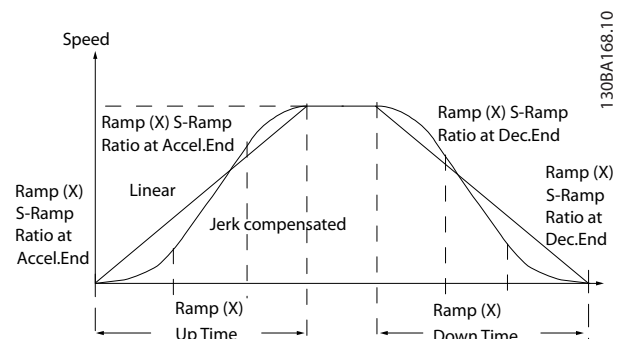 130BA168.10
Speed
Ramp (X) S-Ramp
Ratio at Accel.End
Ramp (X) S-Ramp
Ratio at Dec.End
Ramp (X)
S-Ramp
Ratio at
Accel.End
Linear
Jerk compensated
Ramp (X)
S-Ramp
Ratio at
Dec.End
Ramp (X)
Up Time
Ramp (X)
Down Time